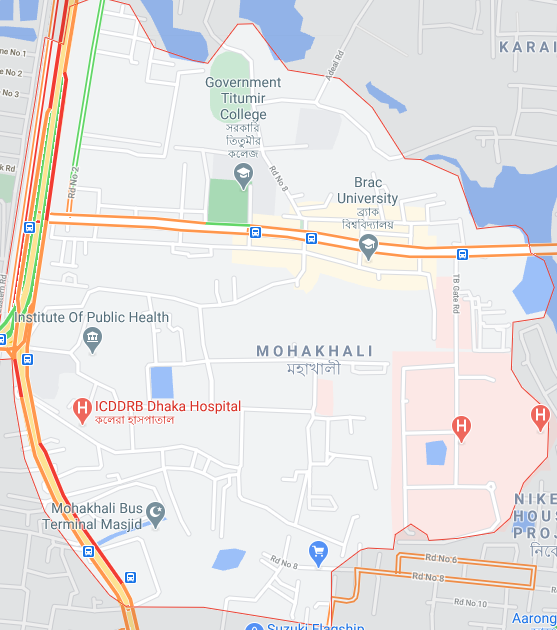 KARAI
ne No 1
ne No 2
No 3
k Rd
Adeal Rd
Government
Titumir
College
সরকারি
তিতুমীর
কলেজ
Rd No 2
Rd No 8
Brac
University
ব্র্যাক
বিশ্ববিদ্যালয়
TB Gate Rd
Institute Of Public Health
MOHAKHALI
মহাখালী
H
ICDDRB Dhaka Hospital
কলেরা হাসপাতাল
H
H
Mohakhali Bus
Terminal Masjid
NIKE
HOUS
PROJ
নিকে
Rd No 8
Rd No 6
Rd No 8
Rd No 10
Aarong
Suzuki Flagship